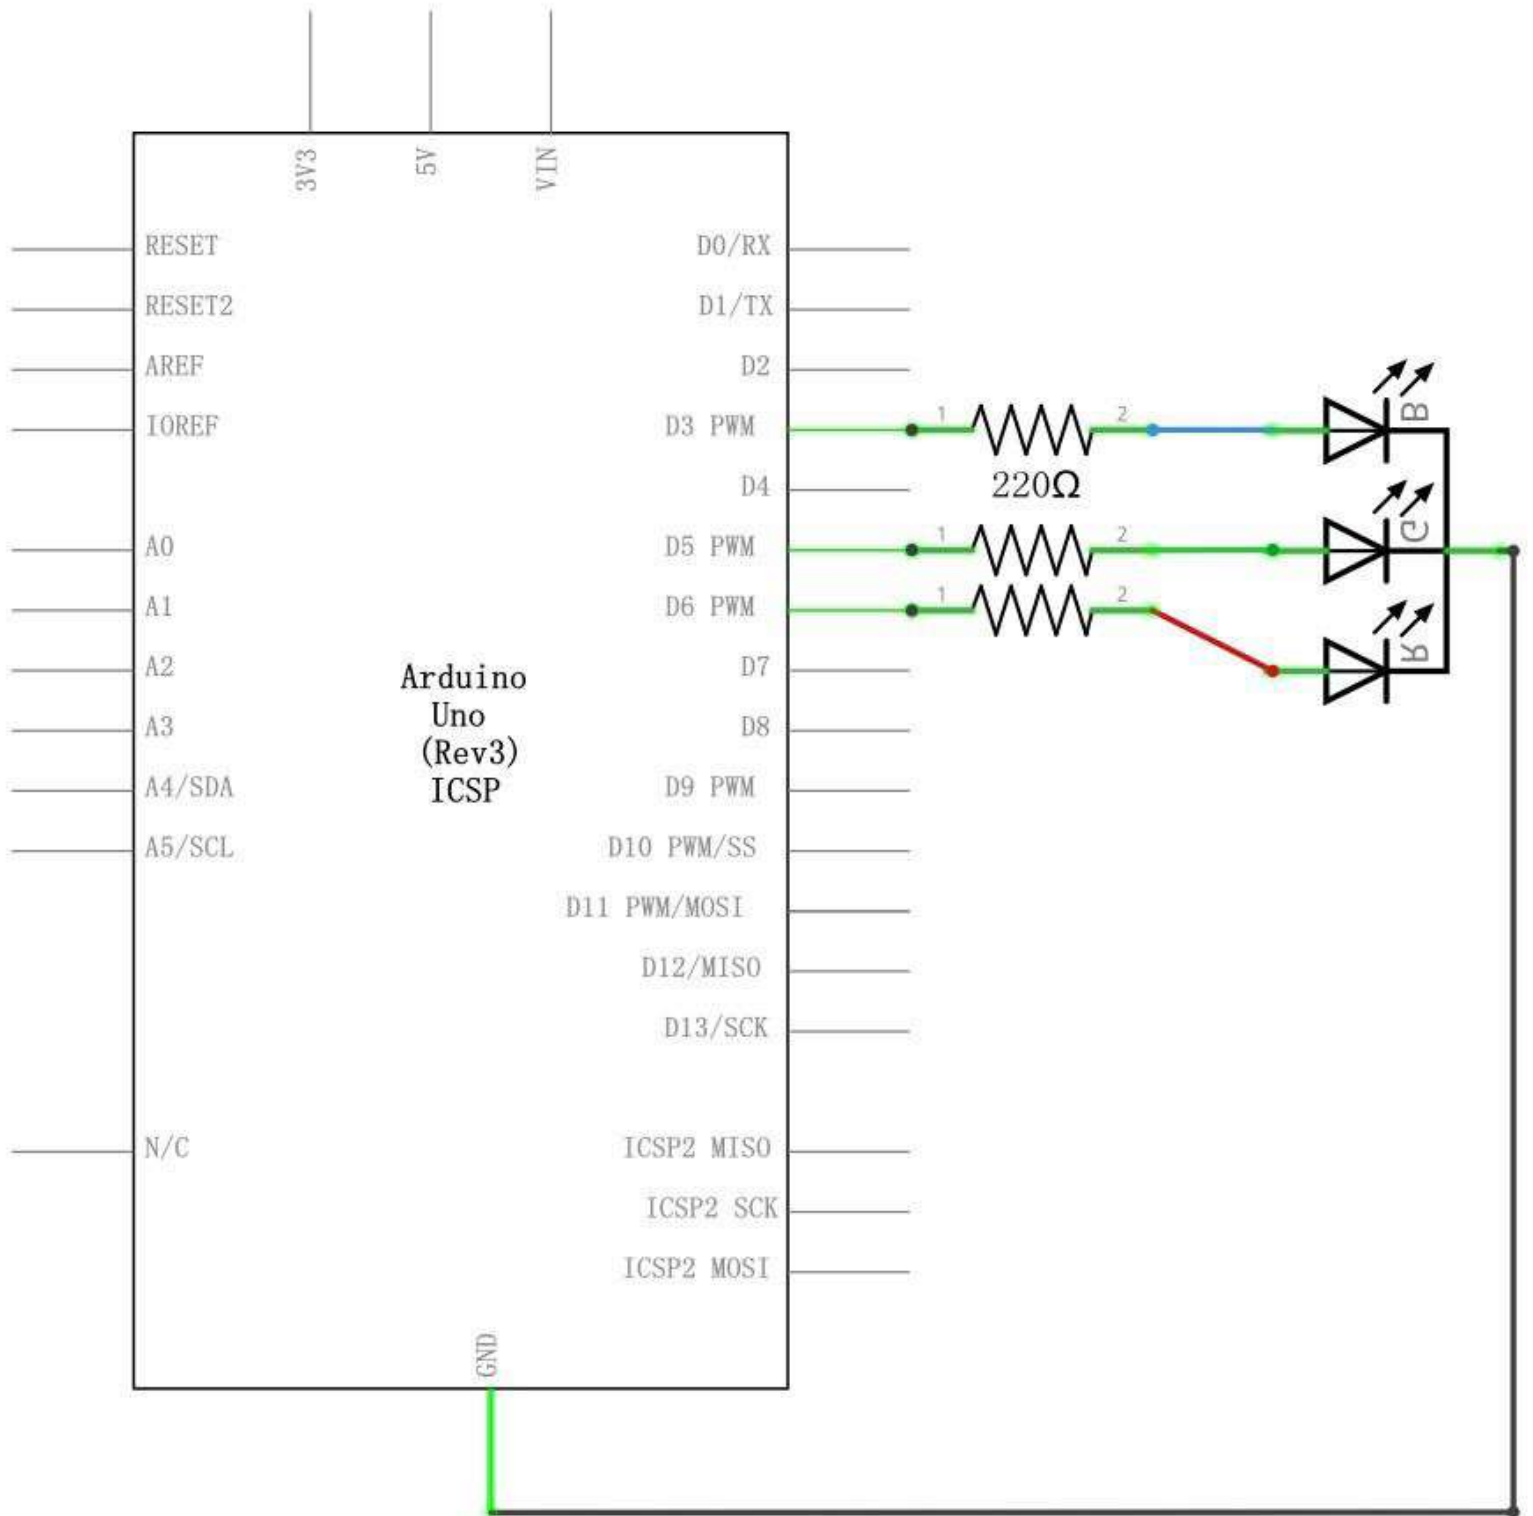 3V3
5V
VIN
RESET
RESET2
AREF
IOREF
A0
A1
A2
A3
A4/SDA
A5/SCL
N/C
Arduino
Uno
(Rev3)
ICSP
D0/RX
D1/TX
D2
D3 PWM
D4
D5 PWM
D6 PWM
D7
D8
D9 PWM
D10 PWM/SS
D11 PWM/MOSI
D12/MISO
D13/SCK
ICSP2 MISO
ICSP2 SCK
ICSP2 MOSI
GND
1 2
220Ω
1 2
1 2
B
G
R